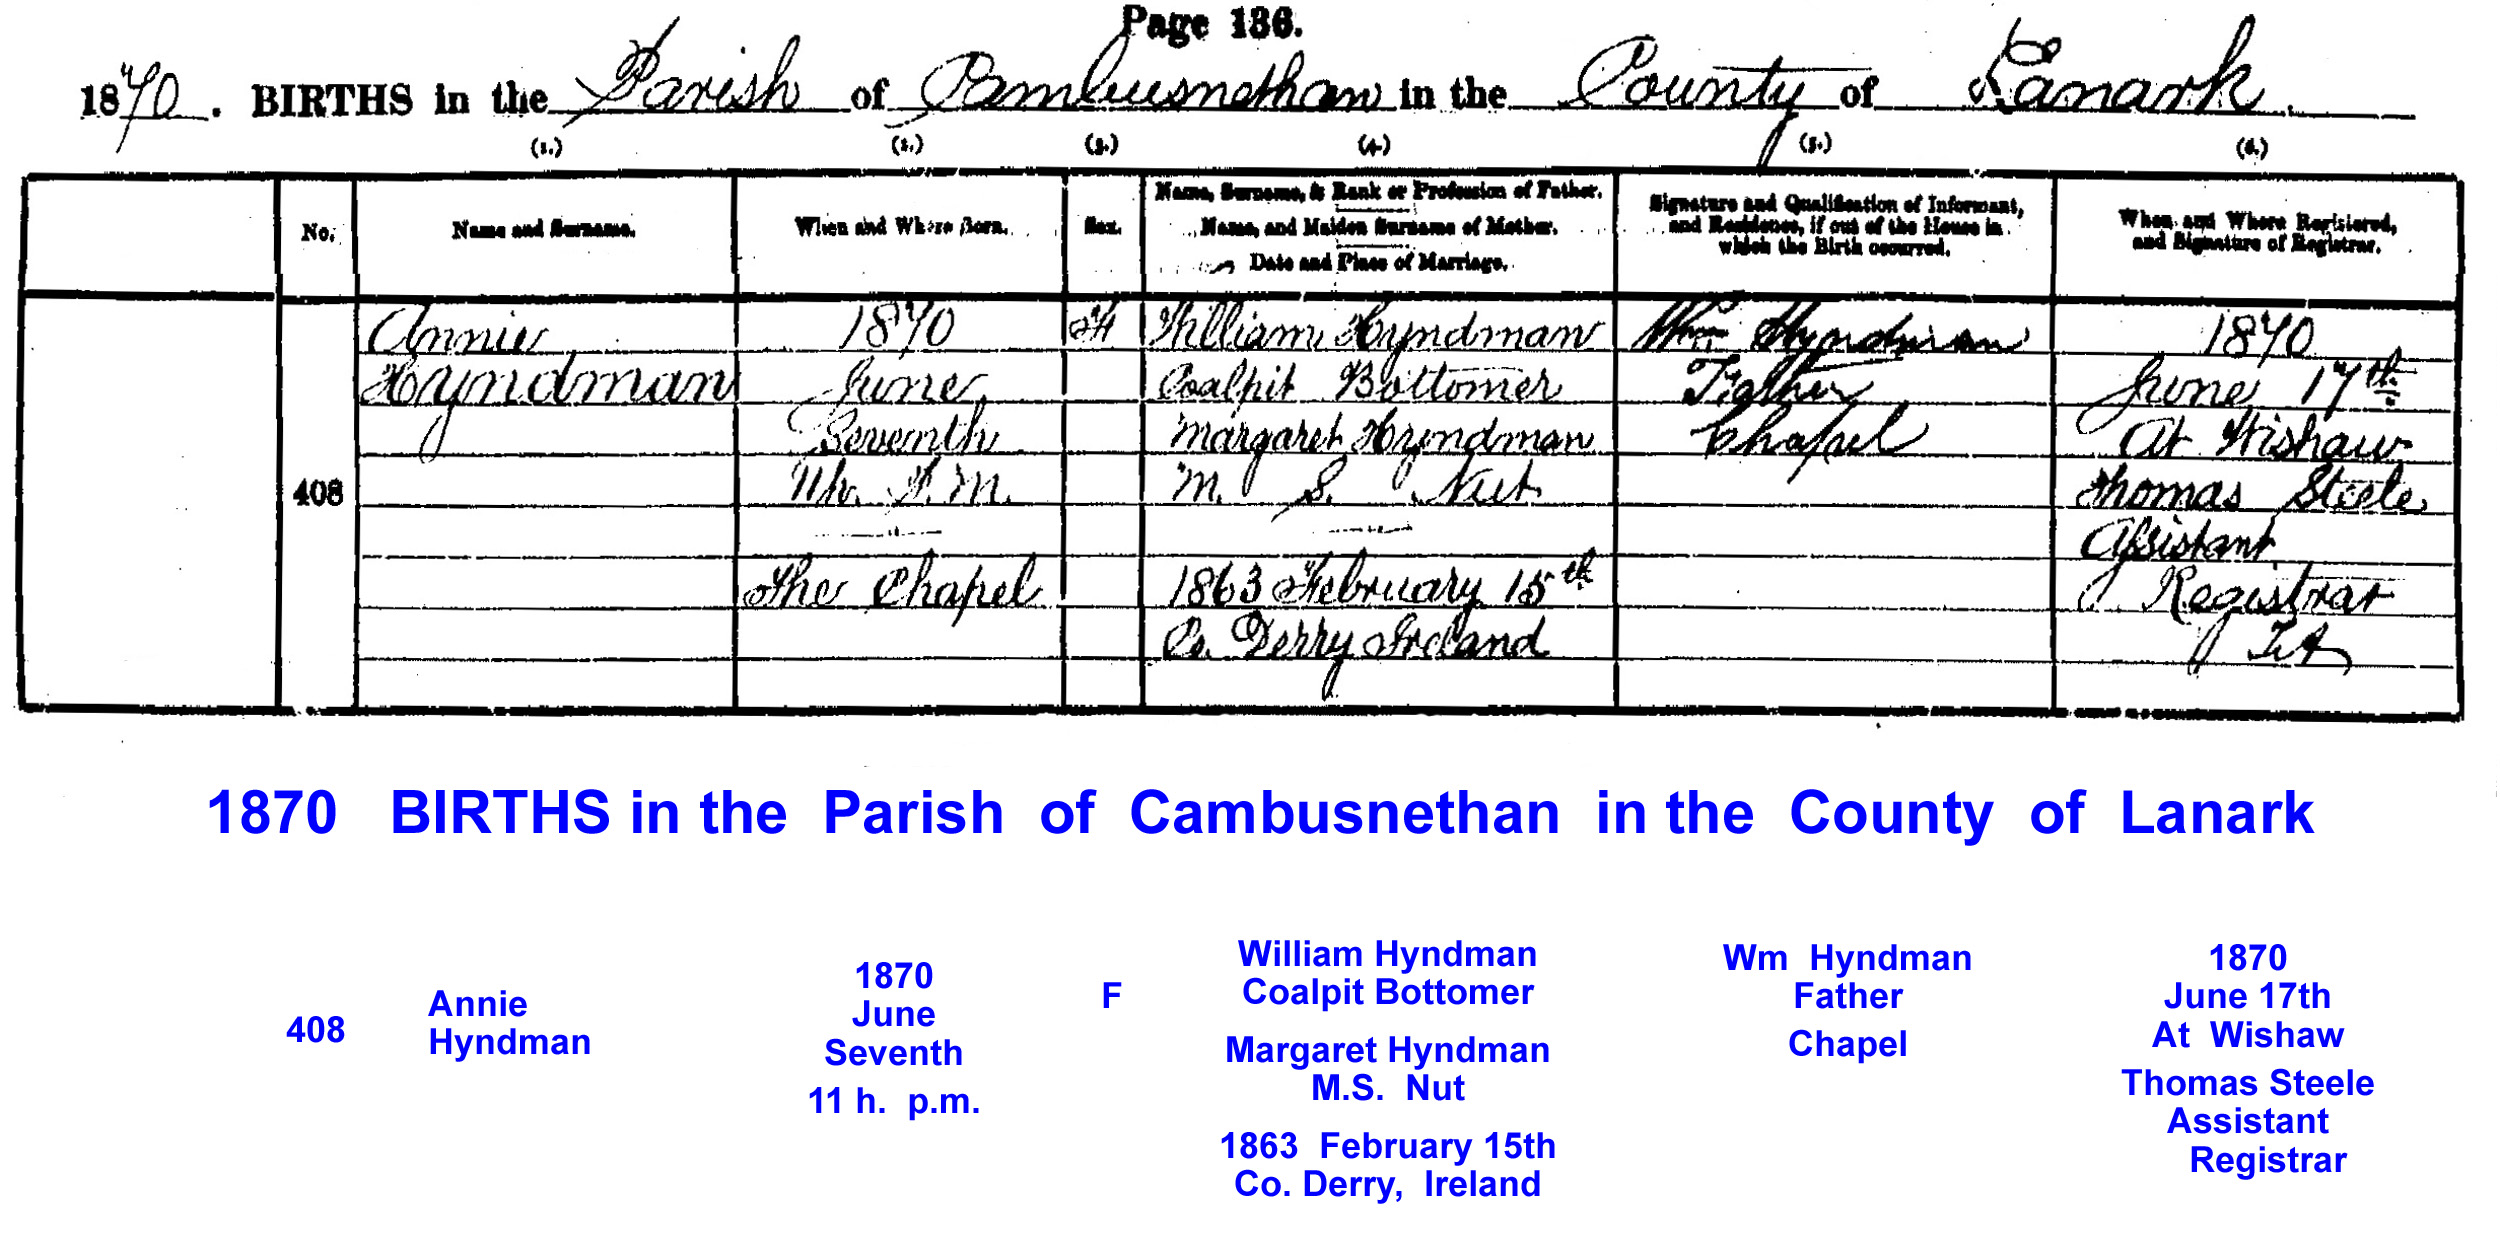 Page 136.
1870. BIRTHS in the Parish of Cambusnethan in the County of Lanark.
(1.) (2.) (3.) (4.) (5.) (6.)
No.
Name and Surname.
When and Where Born.
Sex.
Name, Surname, & Rank or Profession of Father.
Name, and Maiden Surname of Mother.
Date and Place of Marriage.
Signature and Qualification of Informant,
and Residence, if out of the House in
which the Birth occurred.
When and Where Registered,
and Signature of Registrar.
408
Annie
Hyndman
1870
June
Seventh
11h. P.M.
The Chapel
F
William Hyndman
Coalpit Bottomer
Margaret Hyndman
M. S. Nut
1863 February 15th
Co. Derry Ireland
Wm Hyndman
Father
Chapel
1870
June 17th
At Wishaw
Thomas Steele
Assistant
Registrar
1870 BIRTHS in the Parish of Cambusnethan in the County of Lanark
408
Annie
Hyndman
1870
June
Seventh
11 h. p.m.
F
William Hyndman
Coalpit Bottomer
Margaret Hyndman
M.S. Nut
1863 February 15th
Co. Derry, Ireland
Wm Hyndman
Father
Chapel
1870
June 17th
At Wishaw
Thomas Steele
Assistant
Registrar